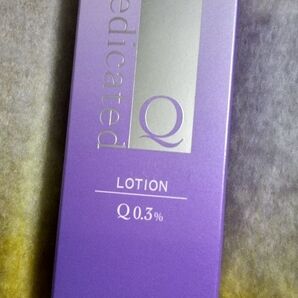 edicated
Q
LOTION
Q 0.3%